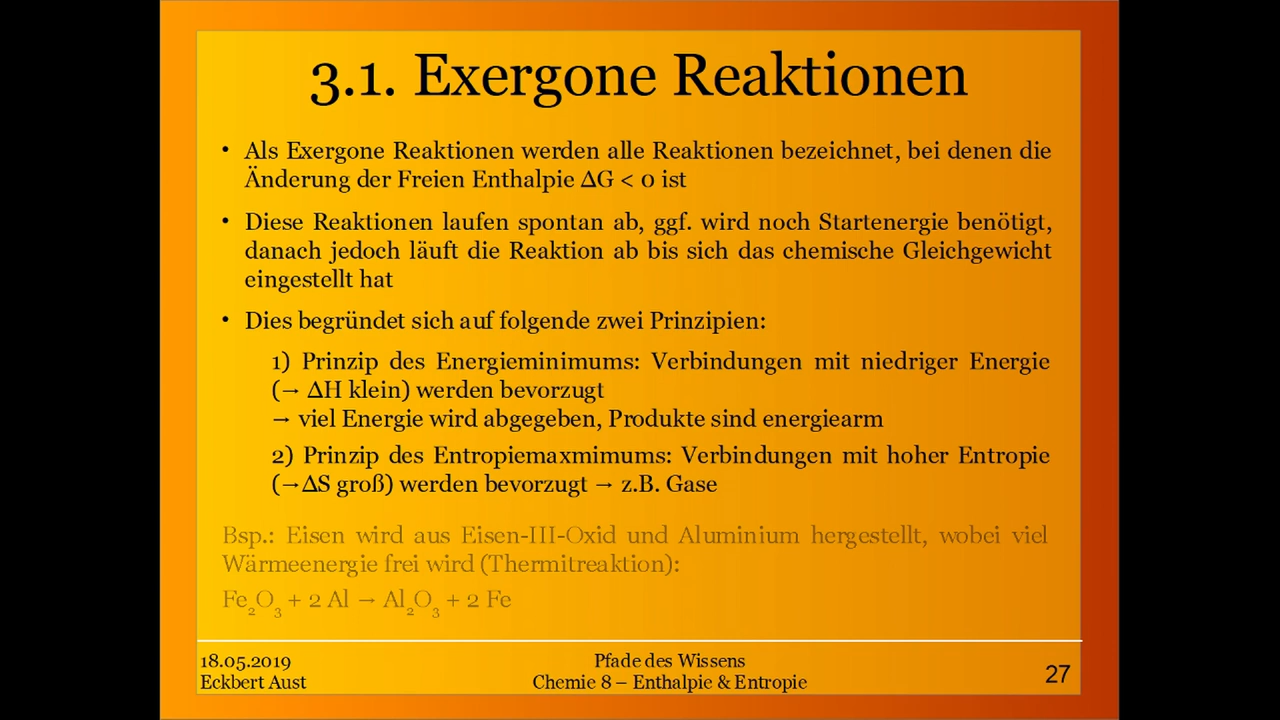 3.1. Exergone Reaktionen
• Als Exergone Reaktionen werden alle Reaktionen bezeichnet, bei denen die
Änderung der Freien Enthalpie ΔG < 0 ist
• Diese Reaktionen laufen spontan ab, ggf. wird noch Startenergie benötigt,
danach jedoch läuft die Reaktion ab bis sich das chemische Gleichgewicht
eingestellt hat
• Dies begründet sich auf folgende zwei Prinzipien:
1) Prinzip des Energieminimums: Verbindungen mit niedriger Energie
(→ ΔH klein) werden bevorzugt
→ viel Energie wird abgegeben, Produkte sind energiearm
2) Prinzip des Entropiemaxmimums: Verbindungen mit hoher Entropie
(→ΔS groß) werden bevorzugt → z.B. Gase
Bsp.: Eisen wird aus Eisen-III-Oxid und Aluminium hergestellt, wobei viel
Wärmeenergie frei wird (Thermitreaktion):
Fe₂O₃ + 2 Al → Al₂O₃ + 2 Fe
18.05.2019
Eckbert Aust
Pfade des Wissens
Chemie 8 – Enthalpie & Entropie
27